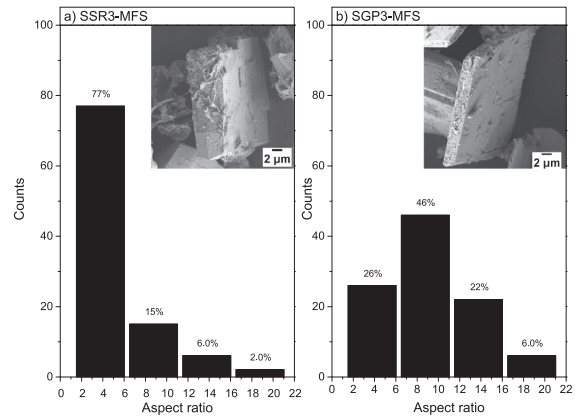 a) SSR3-MFS
b) SGP3-MFS
100
80
60
40
20
0
Counts
77%
15%
6.0%
2.0%
2 µm
0 2 4 6 8 10 12 14 16 18 20 22
Aspect ratio
100
80
60
40
20
0
Counts
26%
46%
22%
6.0%
2 µm
0 2 4 6 8 10 12 14 16 18 20 22
Aspect ratio